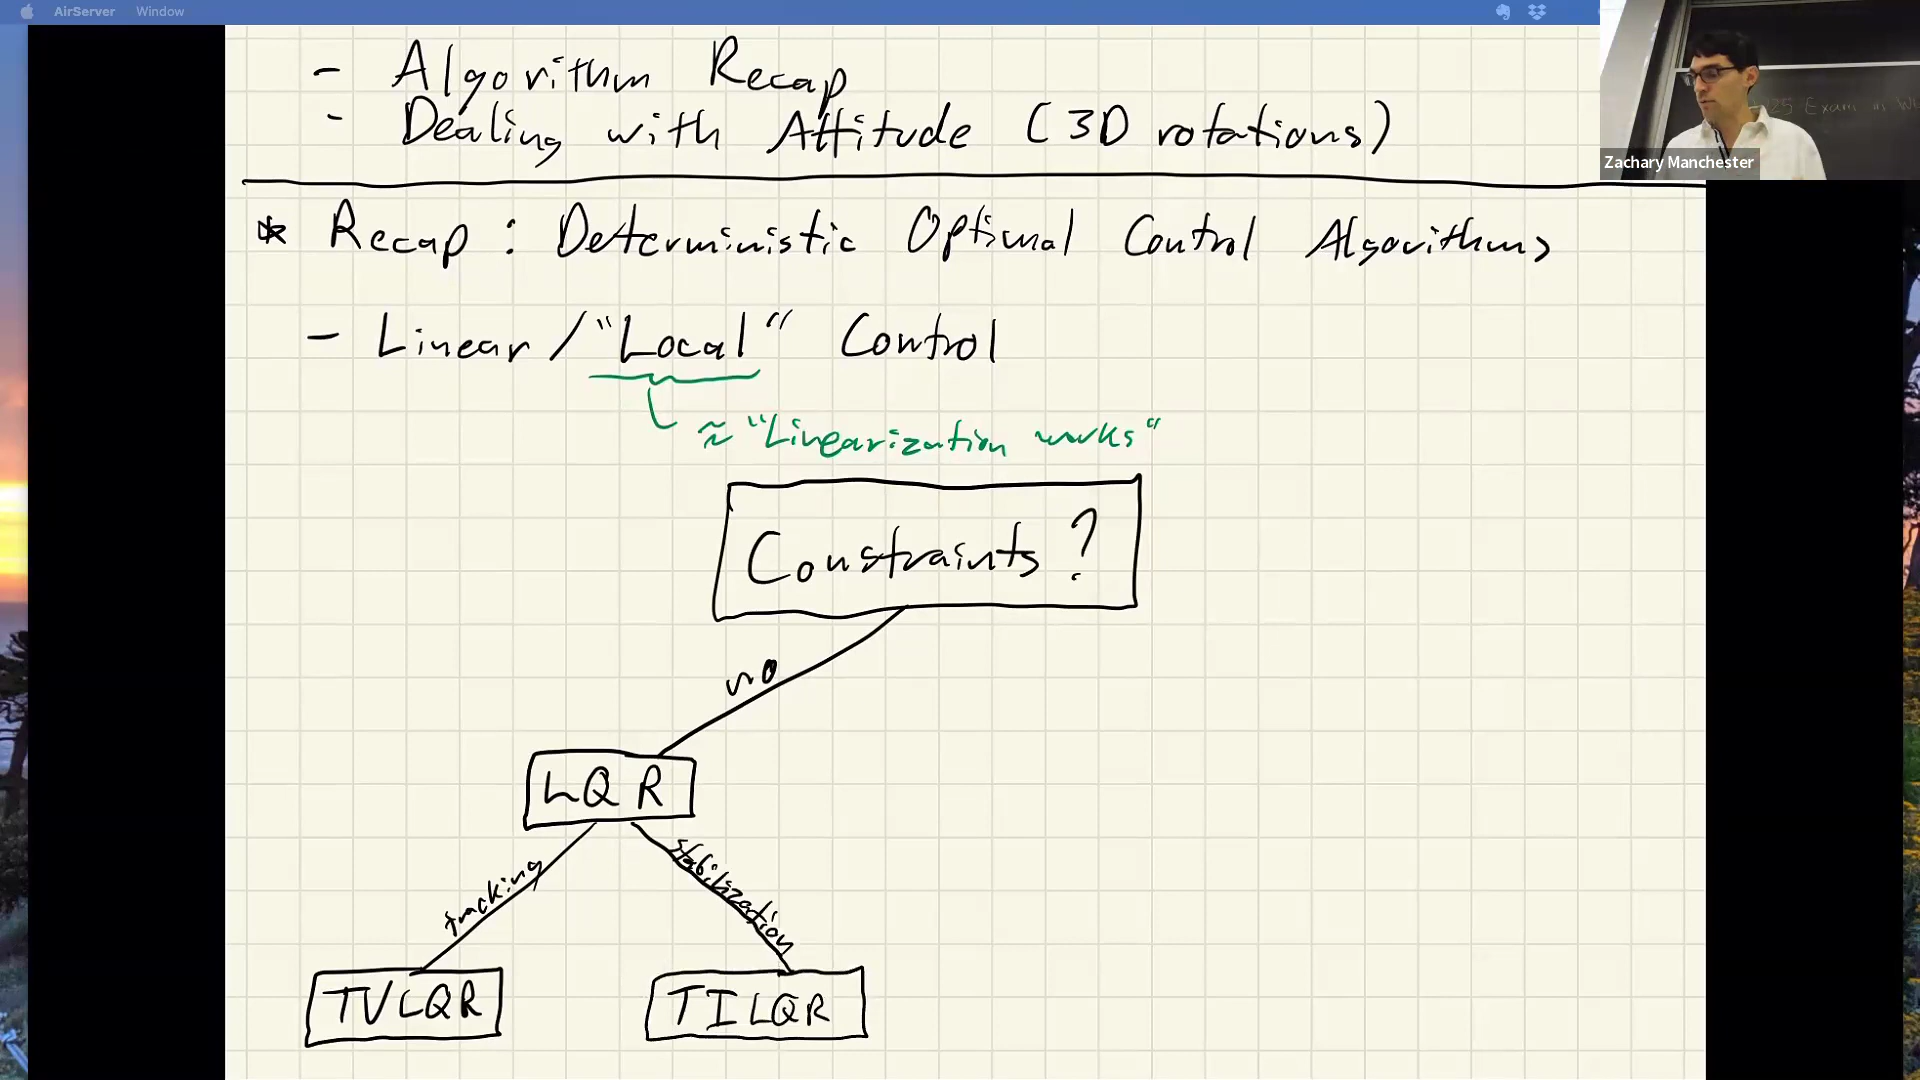 AirServer Window
- Algorithm Recap
- Dealing with Attitude (3D rotations)
Zachary Manchester
* Recap : Deterministic Optimal Control Algorithms
- Linear / "Local" Control
≈ "Linearization works"
Constraints ?
no
LQR
tracking
stabilization
TVLQR
TILQR